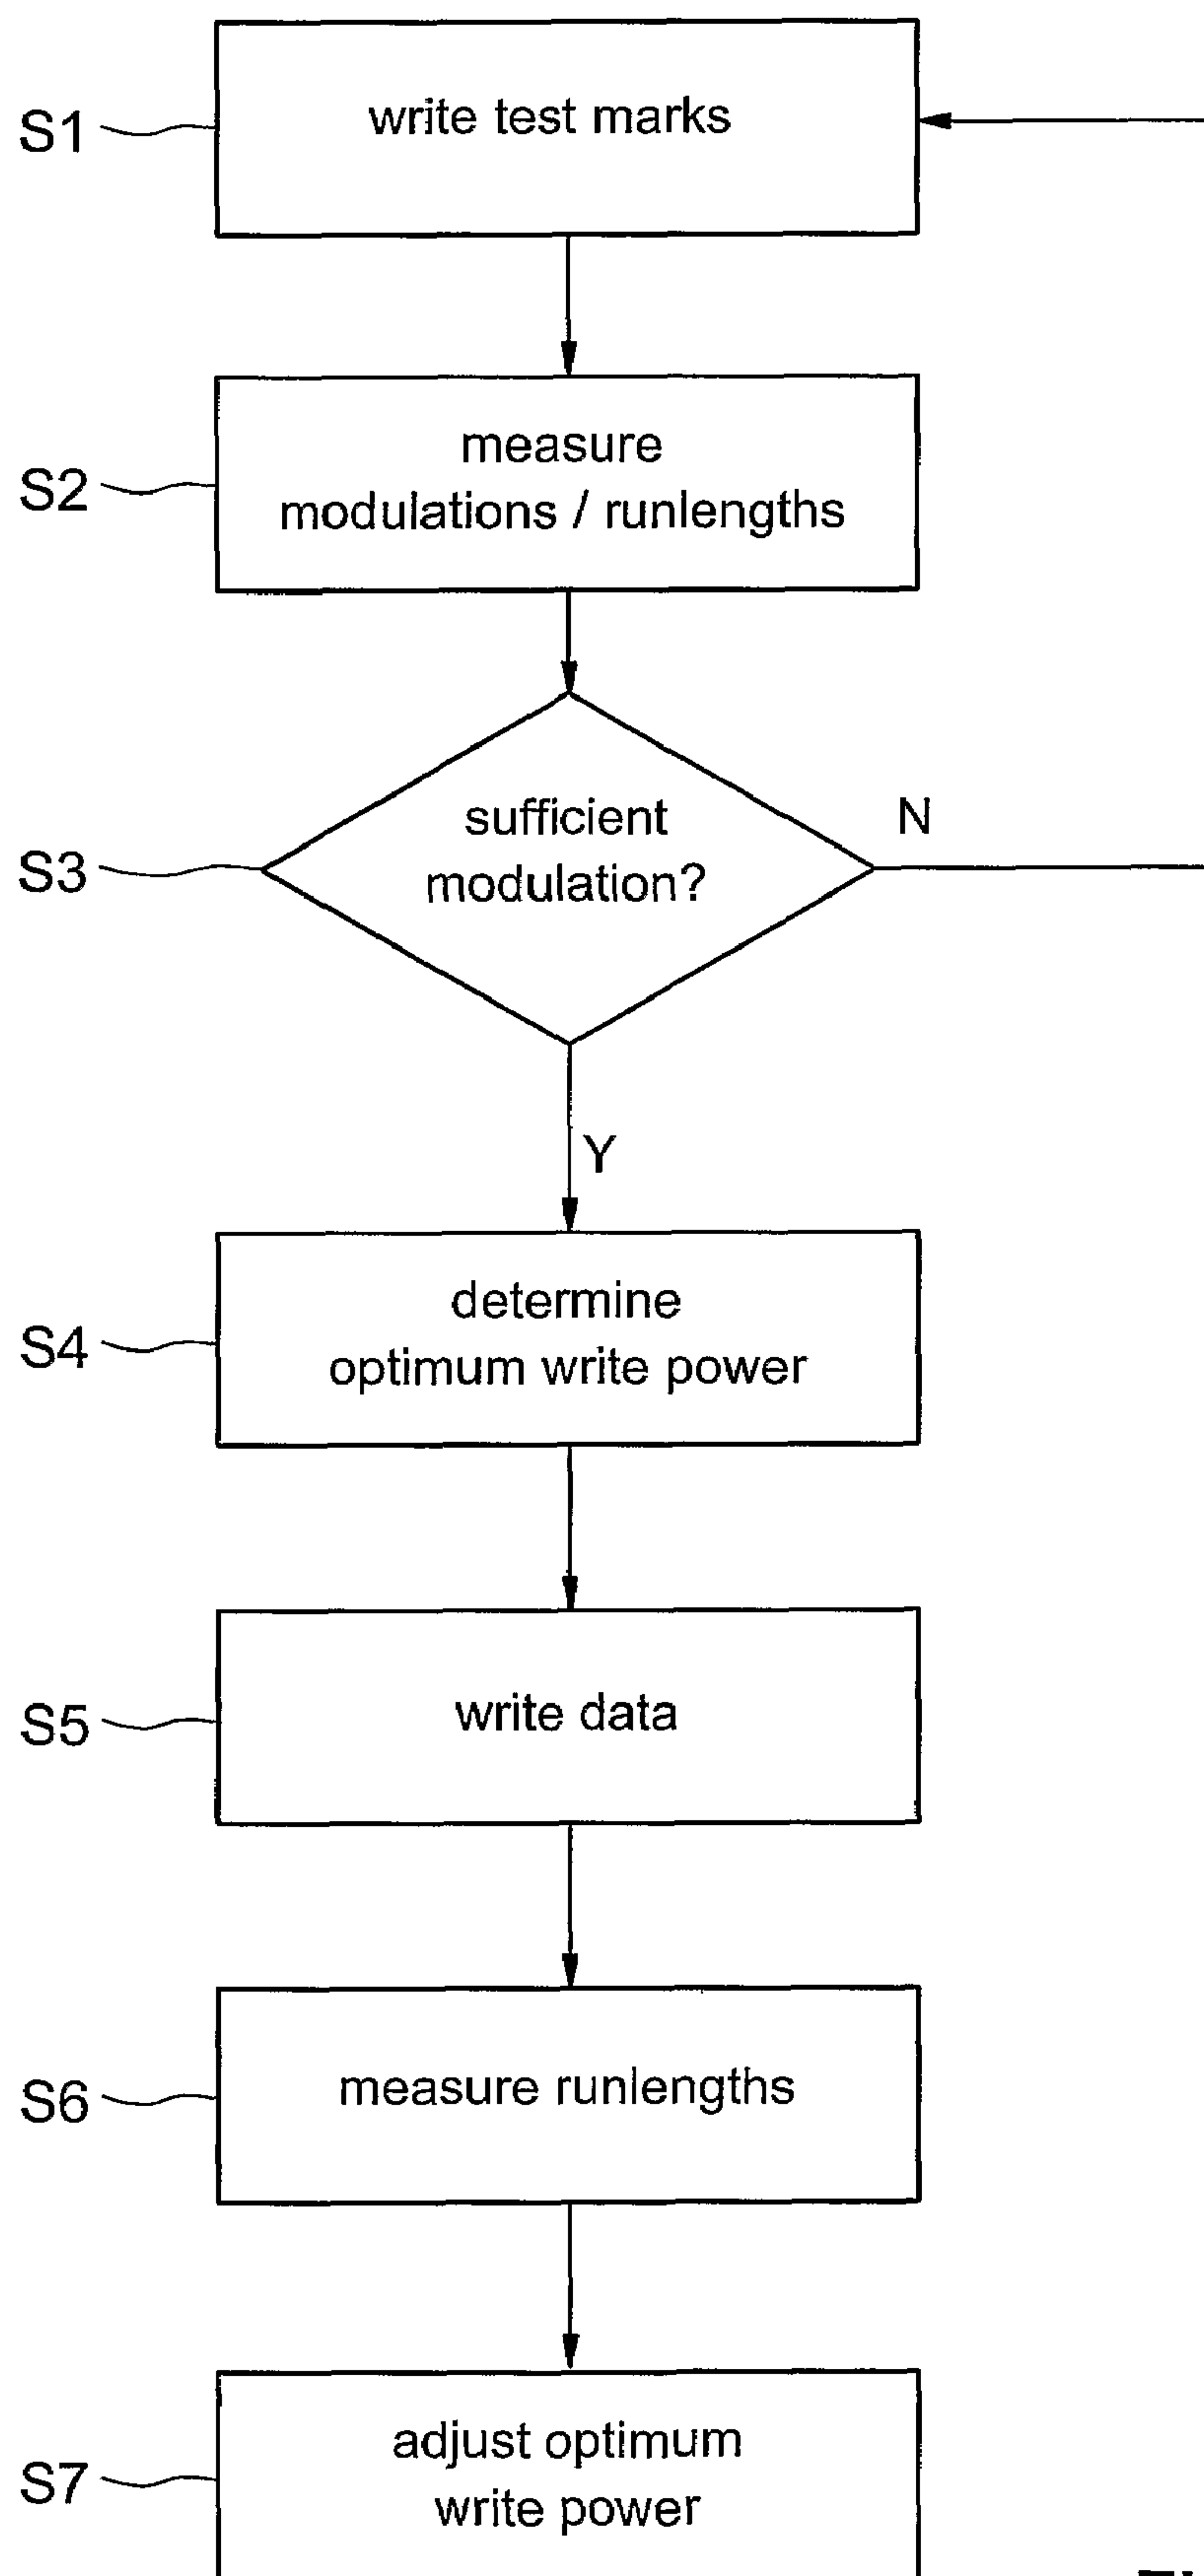 S1
write test marks
S2
measure
modulations / runlengths
S3
sufficient
modulation?
N
Y
S4
determine
optimum write power
S5
write data
S6
measure runlengths
S7
adjust optimum
write power